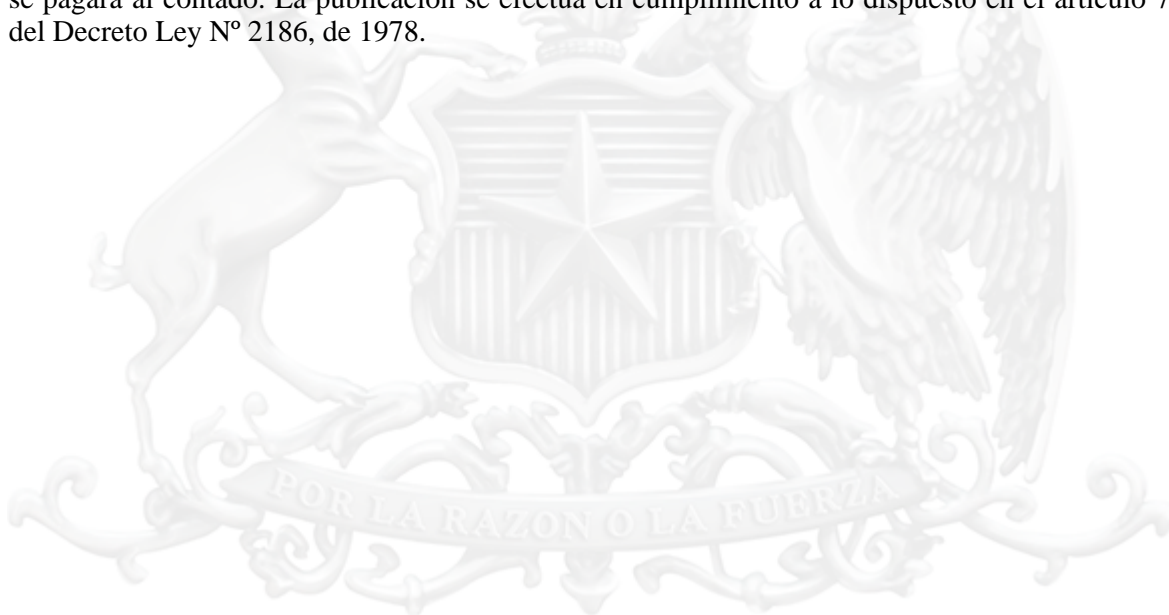 se pagará al contado. La publicación se efectúa en cumplimiento a lo dispuesto en el artículo 7
del Decreto Ley Nº 2186, de 1978.
POR LA RAZON O LA FUERZA